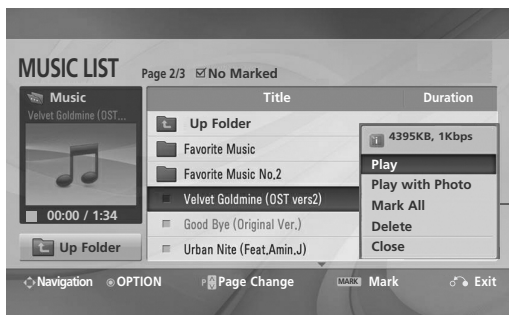 MUSIC LIST Page 2/3 No Marked
Music
Velvet Goldmine (OST...
00:00 / 1:34
Up Folder
Title Duration
Up Folder
Favorite Music
Favorite Music No,2
Velvet Goldmine (OST vers2)
Good Bye (Original Ver.)
Urban Nite (Feat,Amin,J)
4395KB, 1Kbps
Play
Play with Photo
Mark All
Delete
Close
Navigation OPTION P Page Change MARK Mark Exit